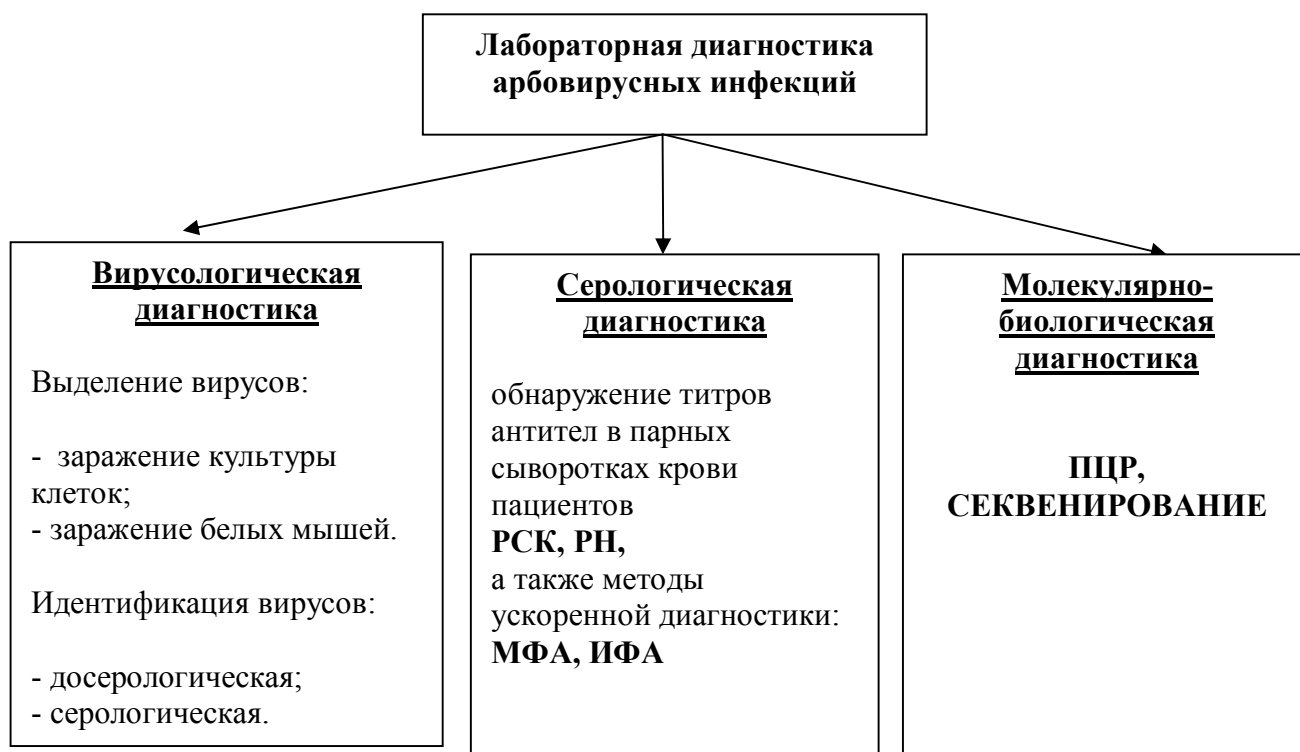 Лабораторная диагностика
арбовирусных инфекций
Вирусологическая
диагностика
Выделение вирусов:
- заражение культуры
клеток;
- заражение белых мышей.
Идентификация вирусов:
- досерологическая;
- серологическая.
Серологическая
диагностика
обнаружение титров
антител в парных
сыворотках крови
пациентов
РСК, РН,
а также методы
ускоренной диагностики:
МФА, ИФА
Молекулярно-
биологическая
диагностика
ПЦР,
СЕКВЕНИРОВАНИЕ